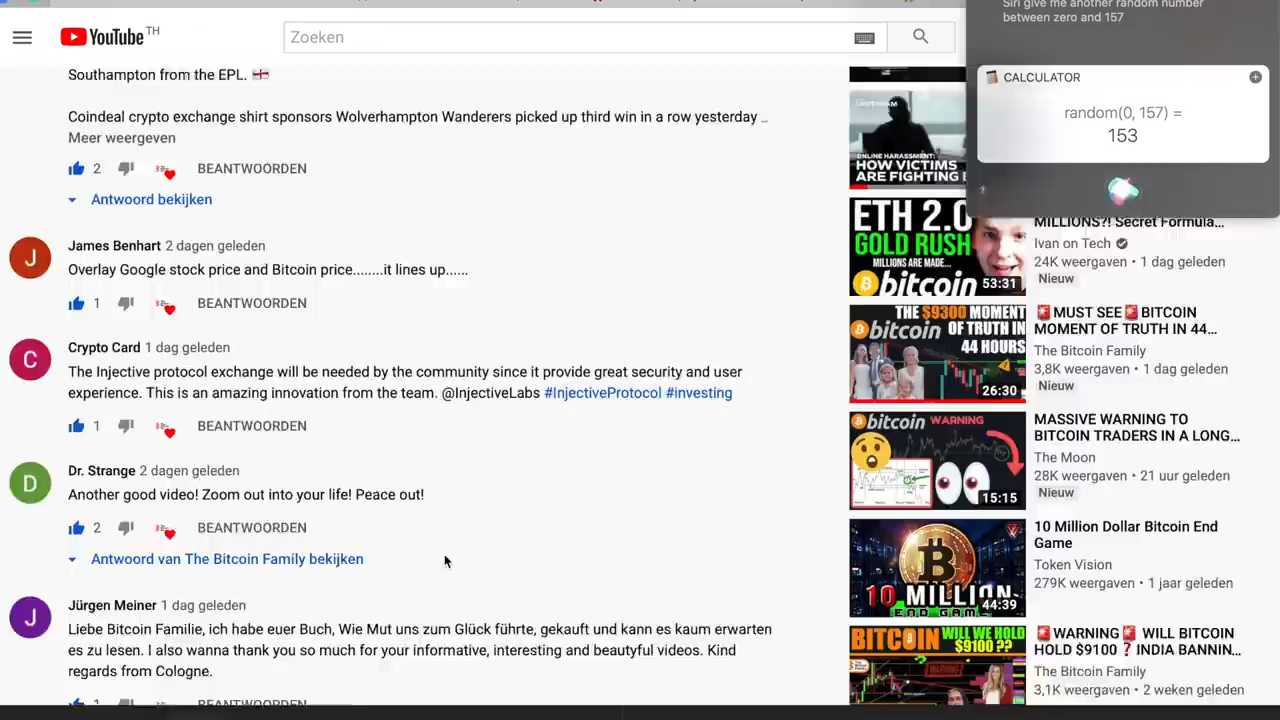 YouTube TH
Zoeken
Siri give me another random number
between zero and 157
CALCULATOR
random(0, 157) =
153
?
Southampton from the EPL. 🏴󠁧󠁢󠁥󠁮󠁧󠁿
Coindeal crypto exchange shirt sponsors Wolverhampton Wanderers picked up third win in a row yesterday ..
Meer weergeven
2 BEANTWOORDEN
Antwoord bekijken
J
James Benhart 2 dagen geleden
Overlay Google stock price and Bitcoin price........it lines up......
1 BEANTWOORDEN
C
Crypto Card 1 dag geleden
The Injective protocol exchange will be needed by the community since it provide great security and user
experience. This is an amazing innovation from the team. @InjectiveLabs #InjectiveProtocol #investing
1 BEANTWOORDEN
D
Dr. Strange 2 dagen geleden
Another good video! Zoom out into your life! Peace out!
2 BEANTWOORDEN
Antwoord van The Bitcoin Family bekijken
J
Jürgen Meiner 1 dag geleden
Liebe Bitcoin Familie, ich habe euer Buch, Wie Mut uns zum Glück führte, gekauft und kann es kaum erwarten
es zu lesen. I also wanna thank you so much for your informative, interesting and beautiful videos. Kind
regards from Cologne.
1 BEANTWOORDEN
ONLINE HARASSMENT:
HOW VICTIMS
ARE FIGHTING
ETH 2.0
GOLD RUSH
MILLIONS ARE MADE...
bitcoin
53:31
MILLIONS?! Secret Formula...
Ivan on Tech
24K weergaven • 1 dag geleden
Nieuw
THE $9300 MOMENT
bitcoin OF TRUTH IN
44 HOURS
26:30
🚨MUST SEE🚨BITCOIN
MOMENT OF TRUTH IN 44...
The Bitcoin Family
3,8K weergaven • 1 dag geleden
Nieuw
bitcoin WARNING
15:15
MASSIVE WARNING TO
BITCOIN TRADERS IN A LONG...
The Moon
28K weergaven • 21 uur geleden
Nieuw
10 MILLION
END GAME
44:39
10 Million Dollar Bitcoin End
Game
Token Vision
279K weergaven • 1 jaar geleden
BITCOIN WILL WE HOLD
$9100 ??
WARNING
🚨WARNING🚨 WILL BITCOIN
HOLD $9100❓INDIA BANNIN...
The Bitcoin Family
3,1K weergaven • 2 weken geleden